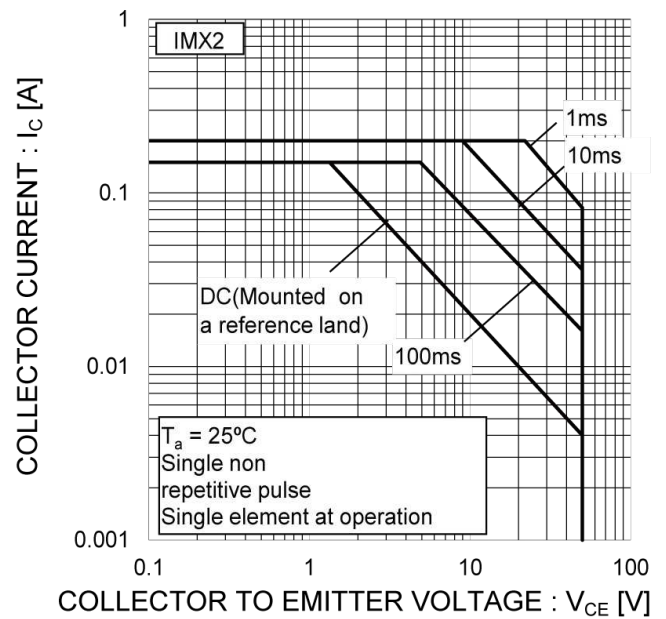 1
IMX2
COLLECTOR CURRENT : IC [A]
1ms
10ms
0.1
DC(Mounted on
a reference land)
100ms
0.01
Ta = 25ºC
Single non
repetitive pulse
Single element at operation
0.001
0.1
1
10
100
COLLECTOR TO EMITTER VOLTAGE : VCE [V]